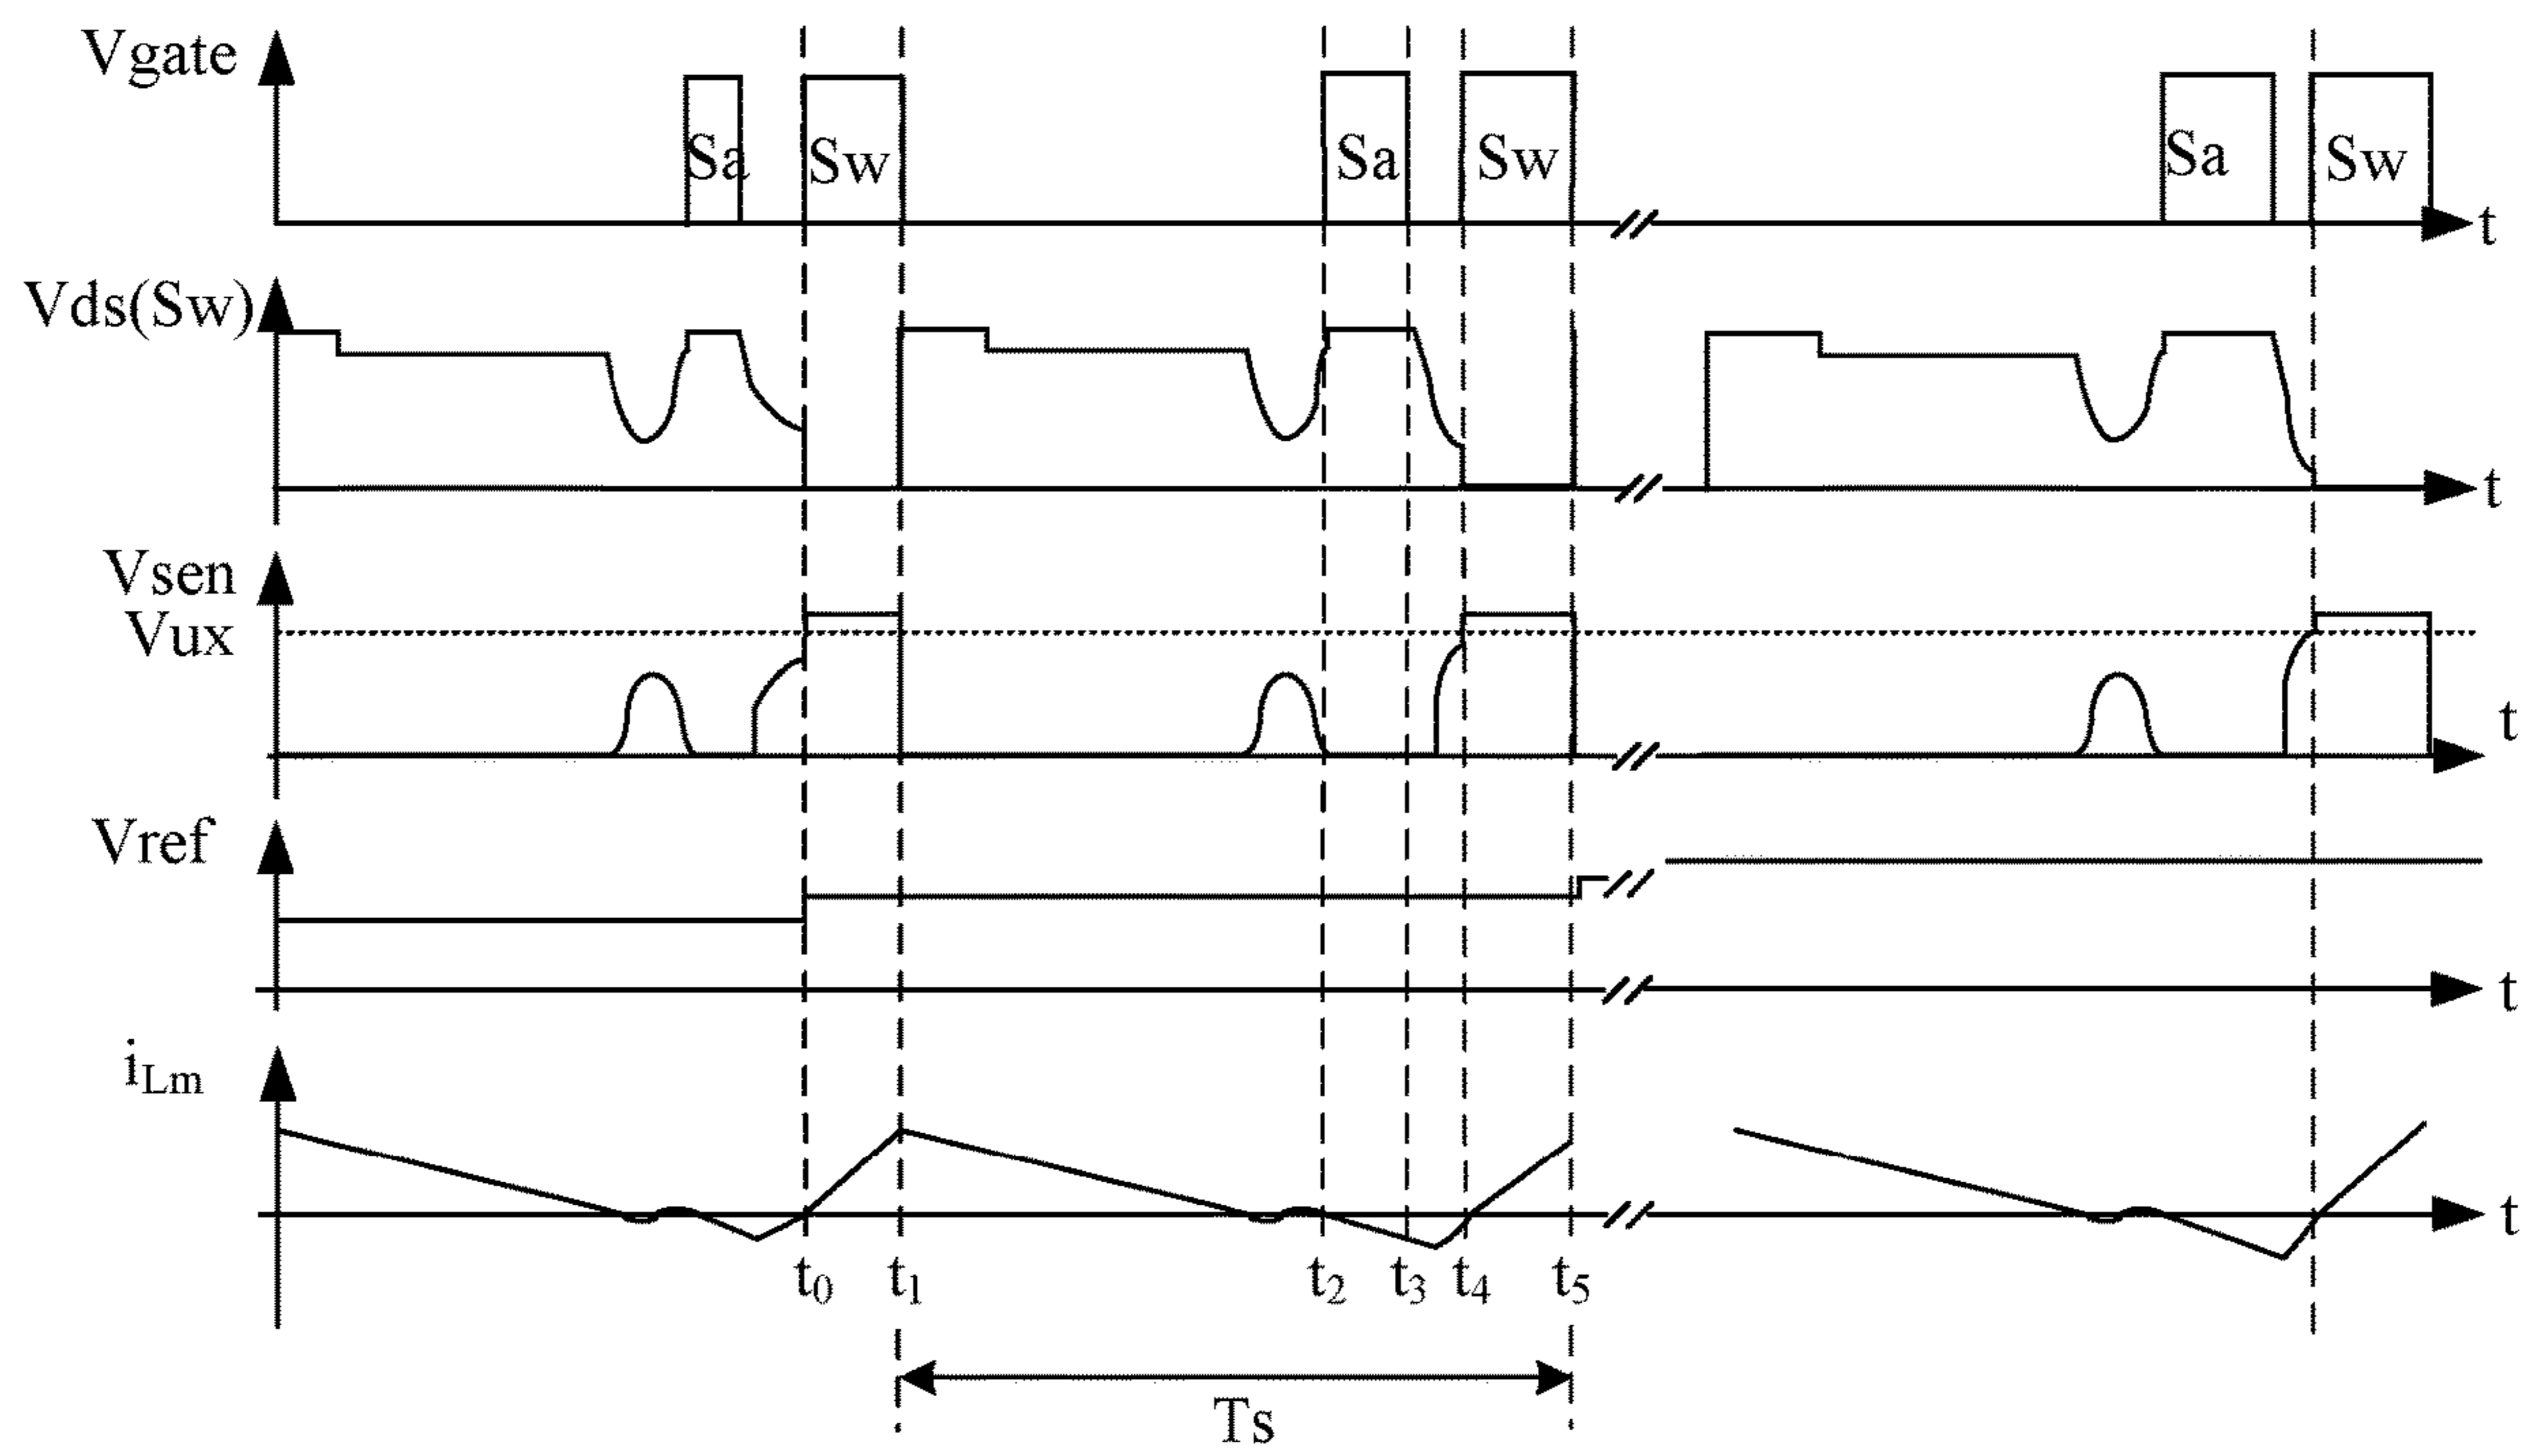 Vgate
Sa Sw Sa Sw Sa Sw
t
Vds(Sw)
t
Vsen
Vux
t
Vref
t
iLm
t
t0 t1 t2 t3 t4 t5
Ts